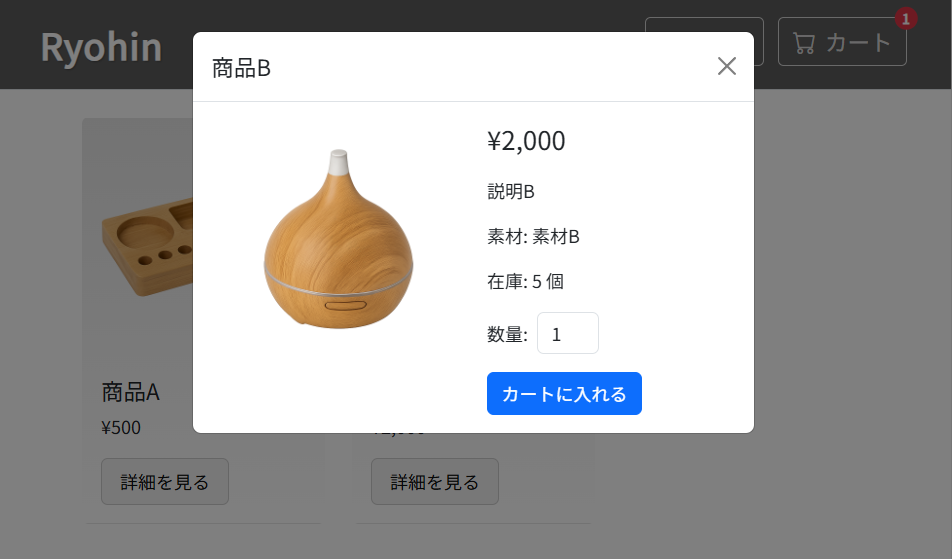 Ryohin
カート
1
商品B
¥2,000
説明B
素材: 素材B
在庫: 5 個
数量: 1
カートに入れる
商品A
¥500
詳細を見る
詳細を見る